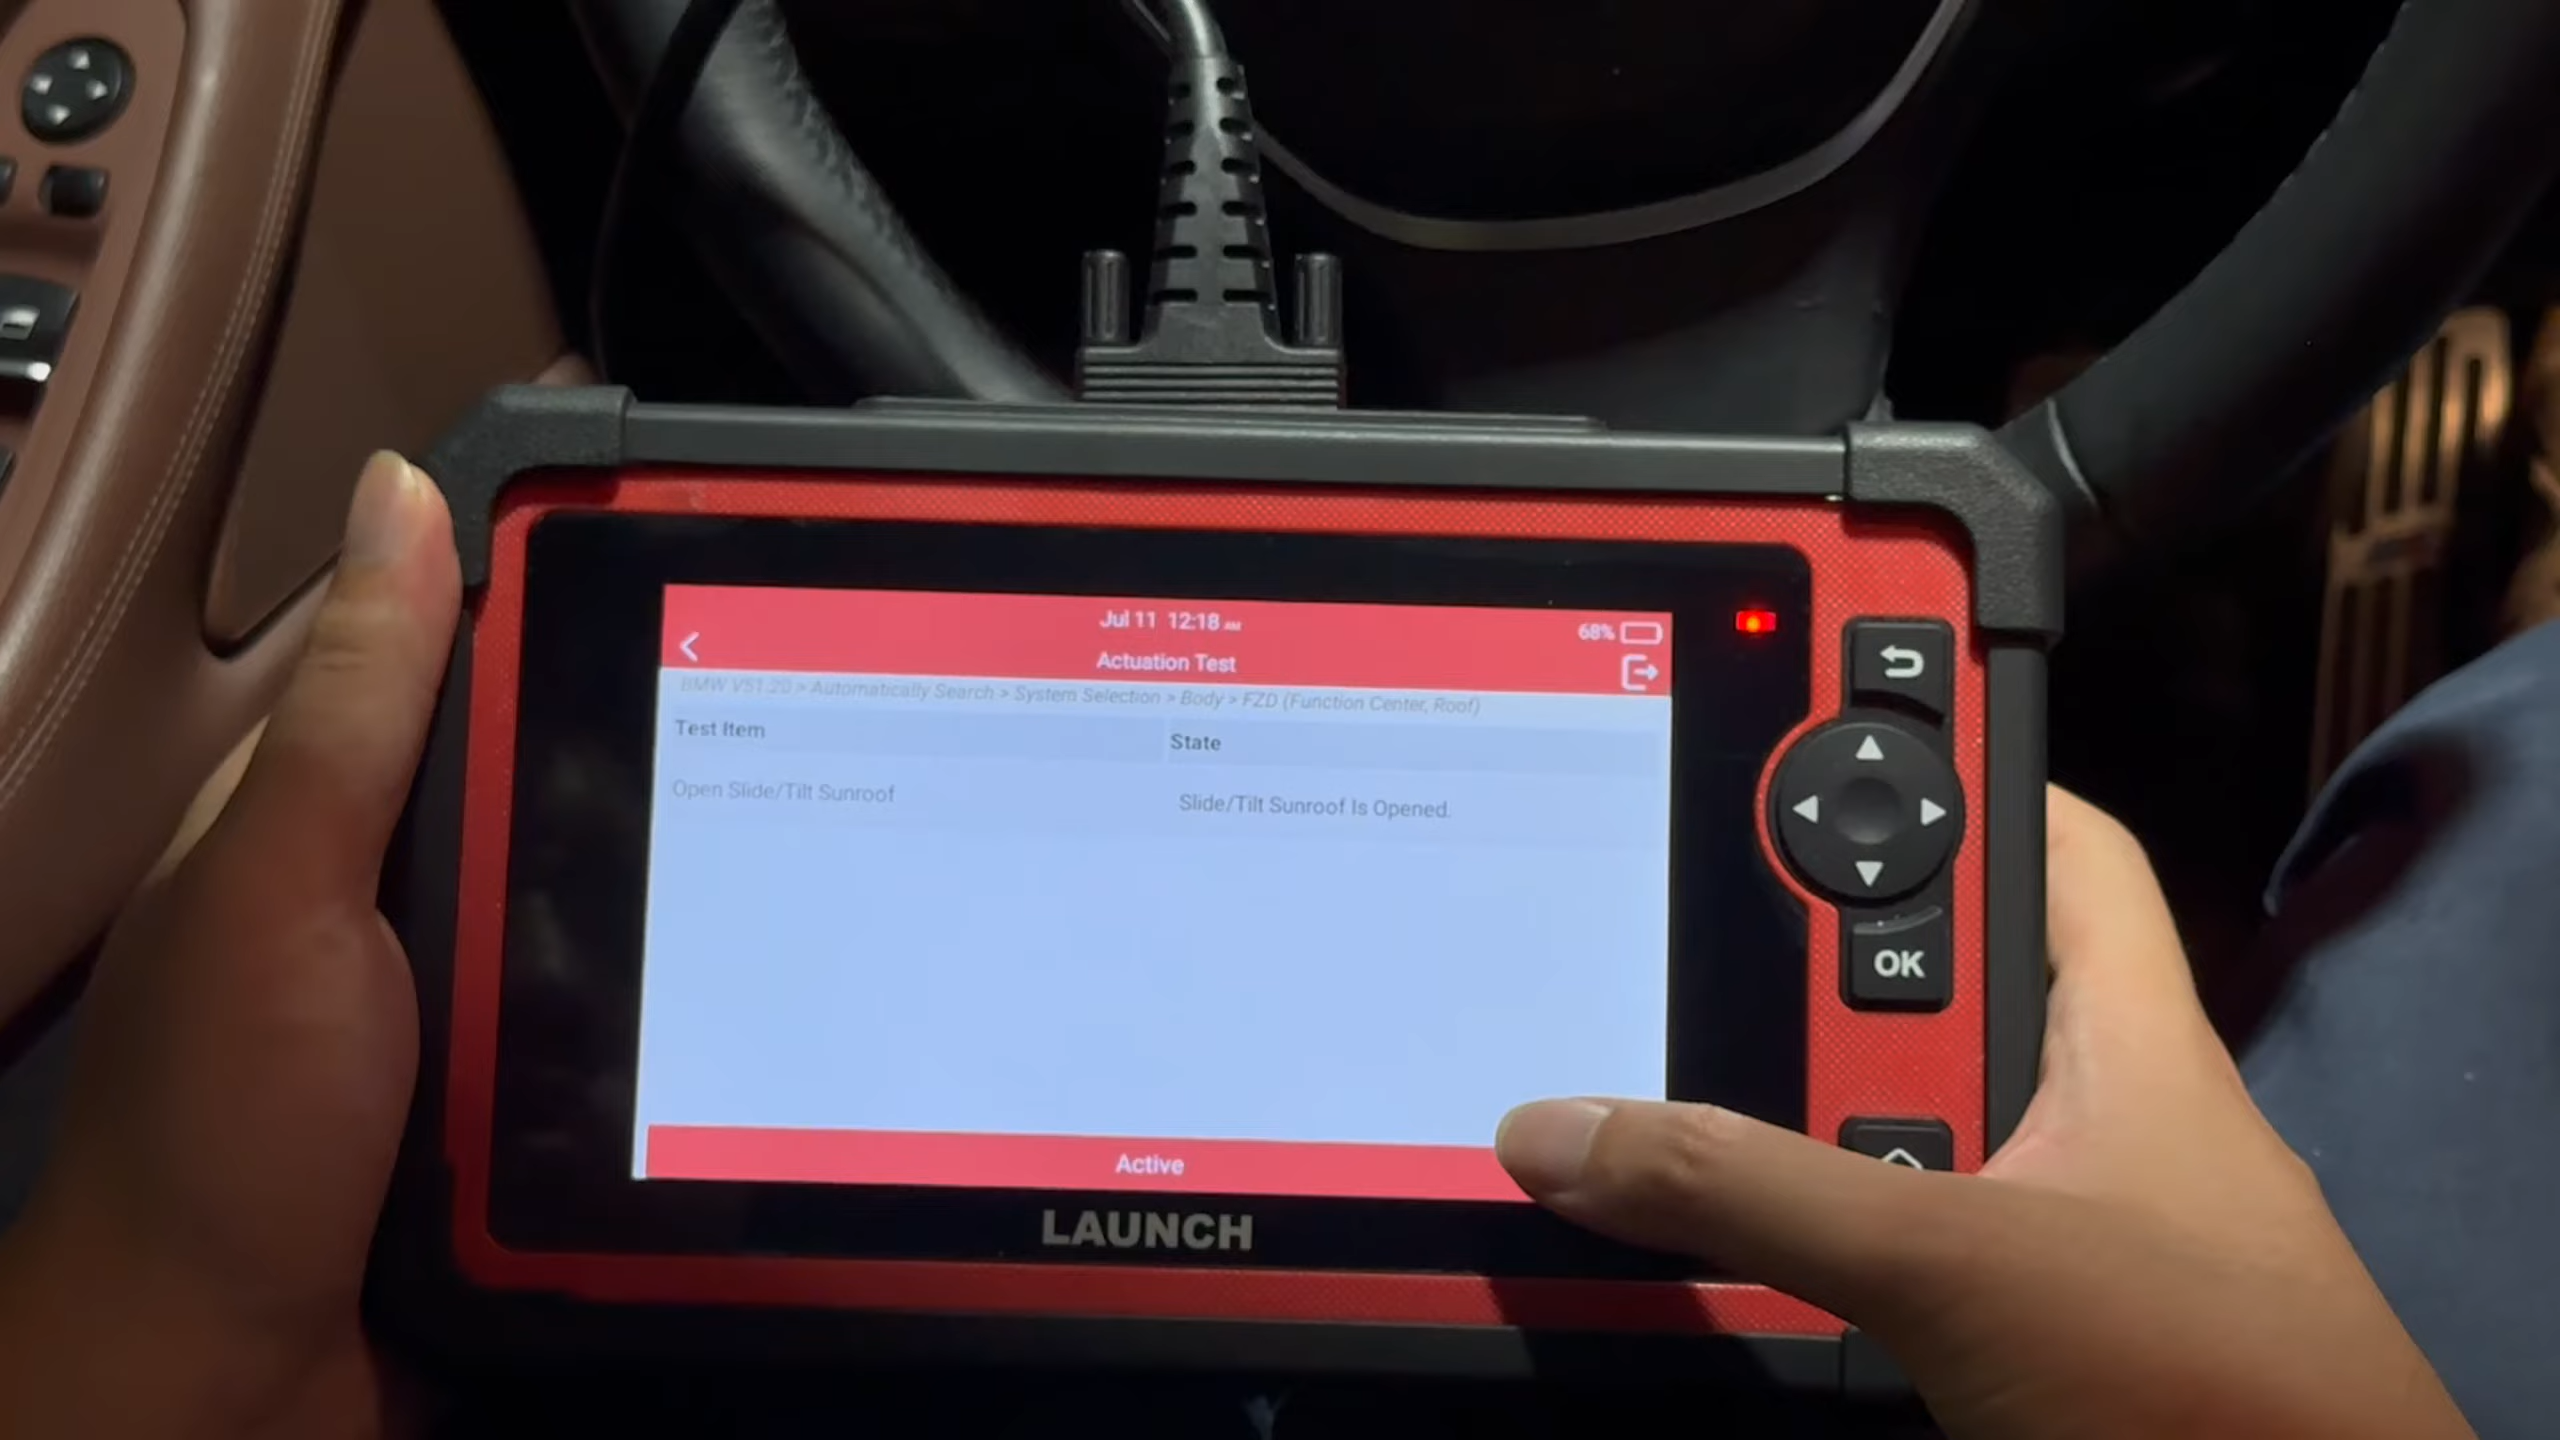 Jul 11 12:18 AM
68%
Actuation Test
BMW V51.20 > Automatically Search > System Selection > Body > FZD (Function Center, Roof)
Test Item
State
Open Slide/Tilt Sunroof
Slide/Tilt Sunroof Is Opened.
Active
LAUNCH
OK